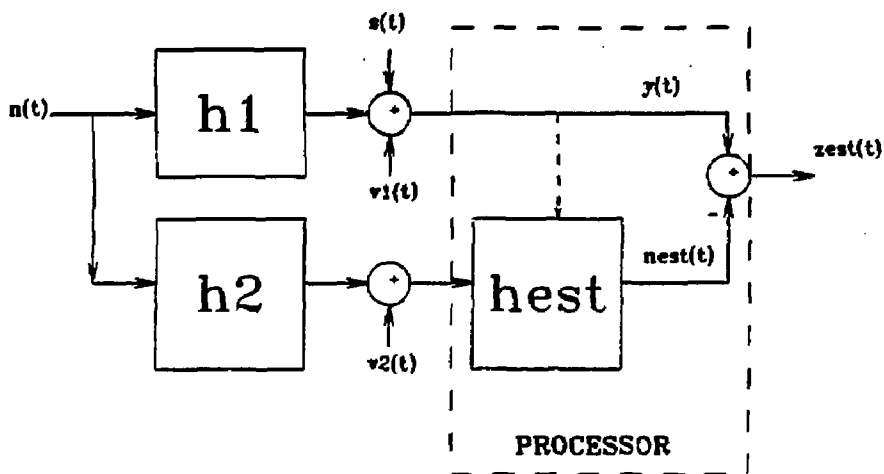 s(t)
y(t)
n(t)
h1
+
zest(t)
+
v1(t)
-
nest(t)
h2
+
hest
v2(t)
PROCESSOR